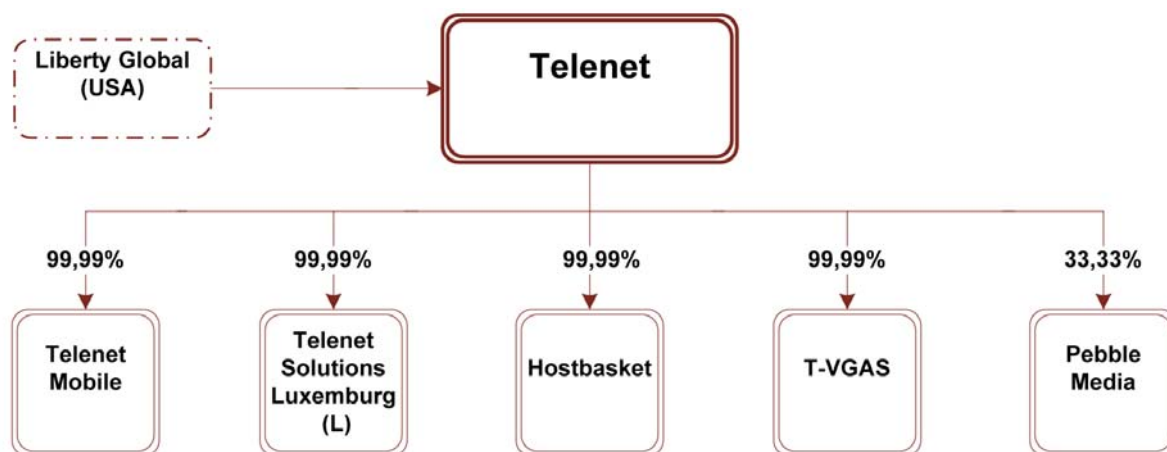 Liberty Global
(USA)
Telenet
99,99%
99,99%
99,99%
99,99%
33,33%
Telenet
Mobile
Telenet
Solutions
Luxemburg
(L)
Hostbasket
T-VGAS
Pebble
Media